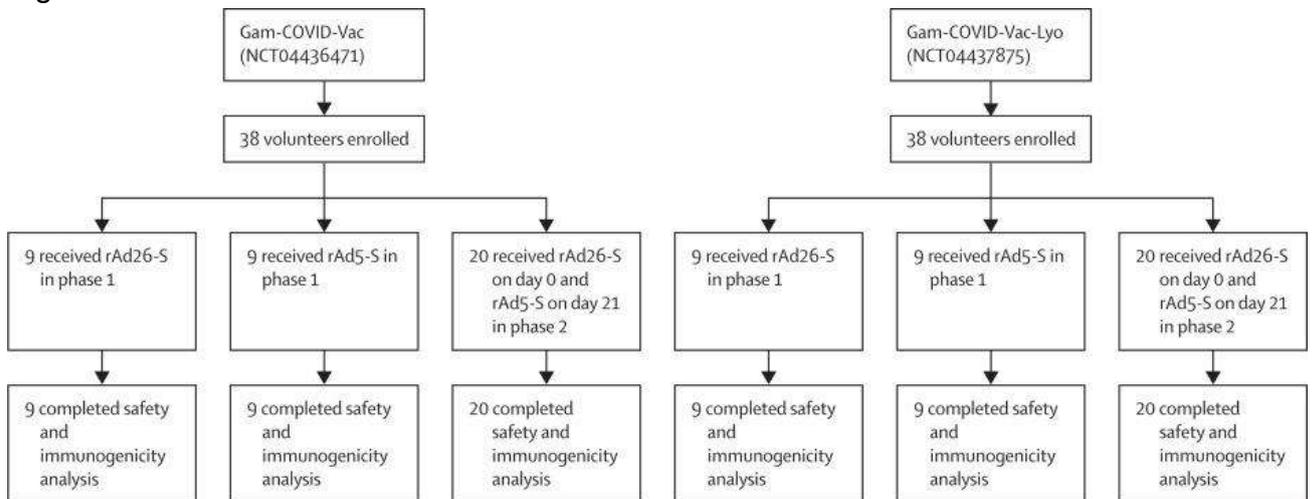 Gam-COVID-Vac
(NCT04436471)
38 volunteers enrolled
9 received rAd26-S
in phase 1
9 received rAd5-S in
phase 1
20 received rAd26-S
on day 0 and
rAd5-S on day 21
in phase 2
9 completed safety
and
immunogenicity
analysis
9 completed safety
and
immunogenicity
analysis
20 completed
safety and
immunogenicity
analysis
Gam-COVID-Vac-Lyo
(NCT04437875)
38 volunteers enrolled
9 received rAd26-S
in phase 1
9 received rAd5-S in
phase 1
20 received rAd26-S
on day 0 and
rAd5-S on day 21
in phase 2
9 completed safety
and
immunogenicity
analysis
9 completed safety
and
immunogenicity
analysis
20 completed
safety and
immunogenicity
analysis